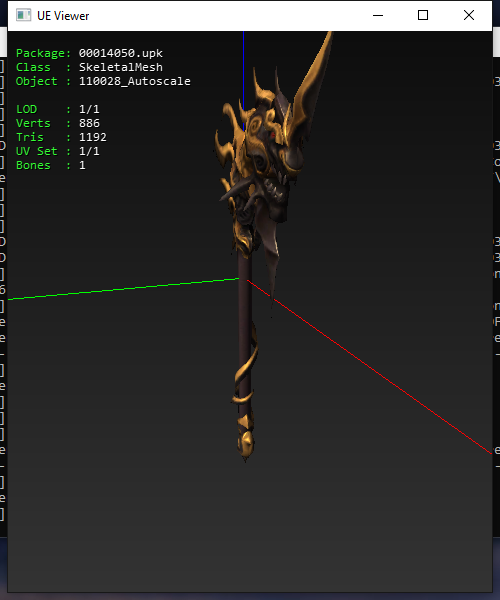 UE Viewer
Package: 00014050.upk
Class : SkeletalMesh
Object : 110028_Autoscale
LOD : 1/1
Verts : 886
Tris : 1192
UV Set : 1/1
Bones : 1